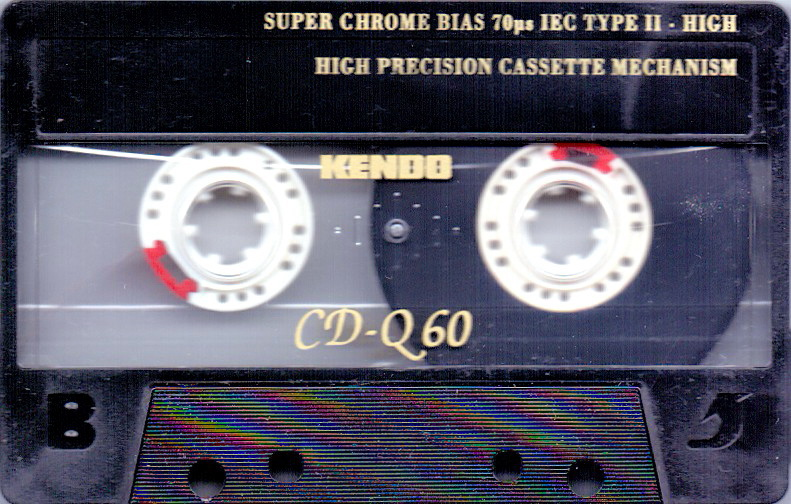 SUPER CHROME BIAS 70µs IEC TYPE II - HIGH
HIGH PRECISION CASSETTE MECHANISM
KENDO
CD-Q 60
B